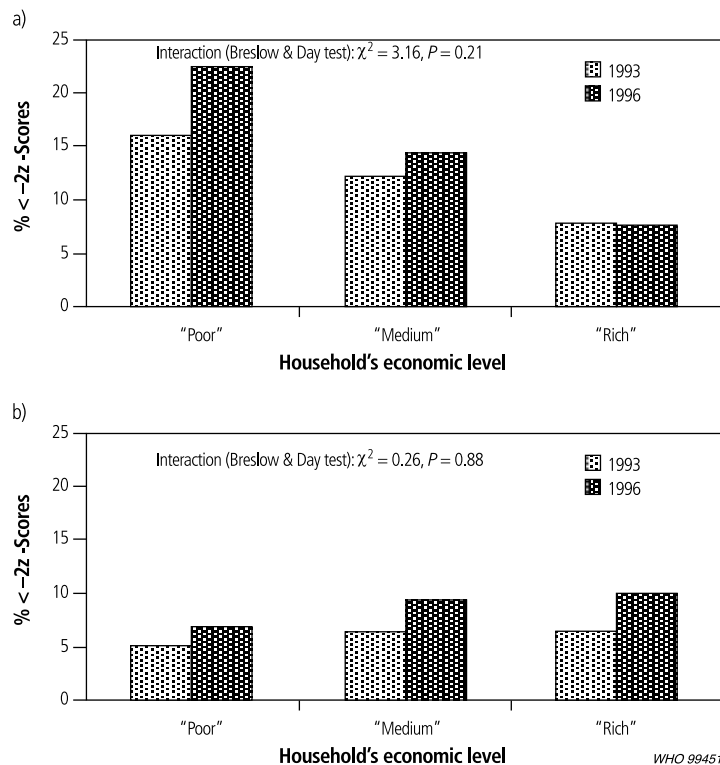 a)
25
Interaction (Breslow & Day test): χ² = 3.16, P = 0.21
1993
1996
20
15
10
5
0
% < −2z -Scores
"Poor" "Medium" "Rich"
Household's economic level
b)
25
Interaction (Breslow & Day test): χ² = 0.26, P = 0.88
1993
1996
20
15
10
5
0
% < −2z -Scores
"Poor" "Medium" "Rich"
Household's economic level
WHO 99451